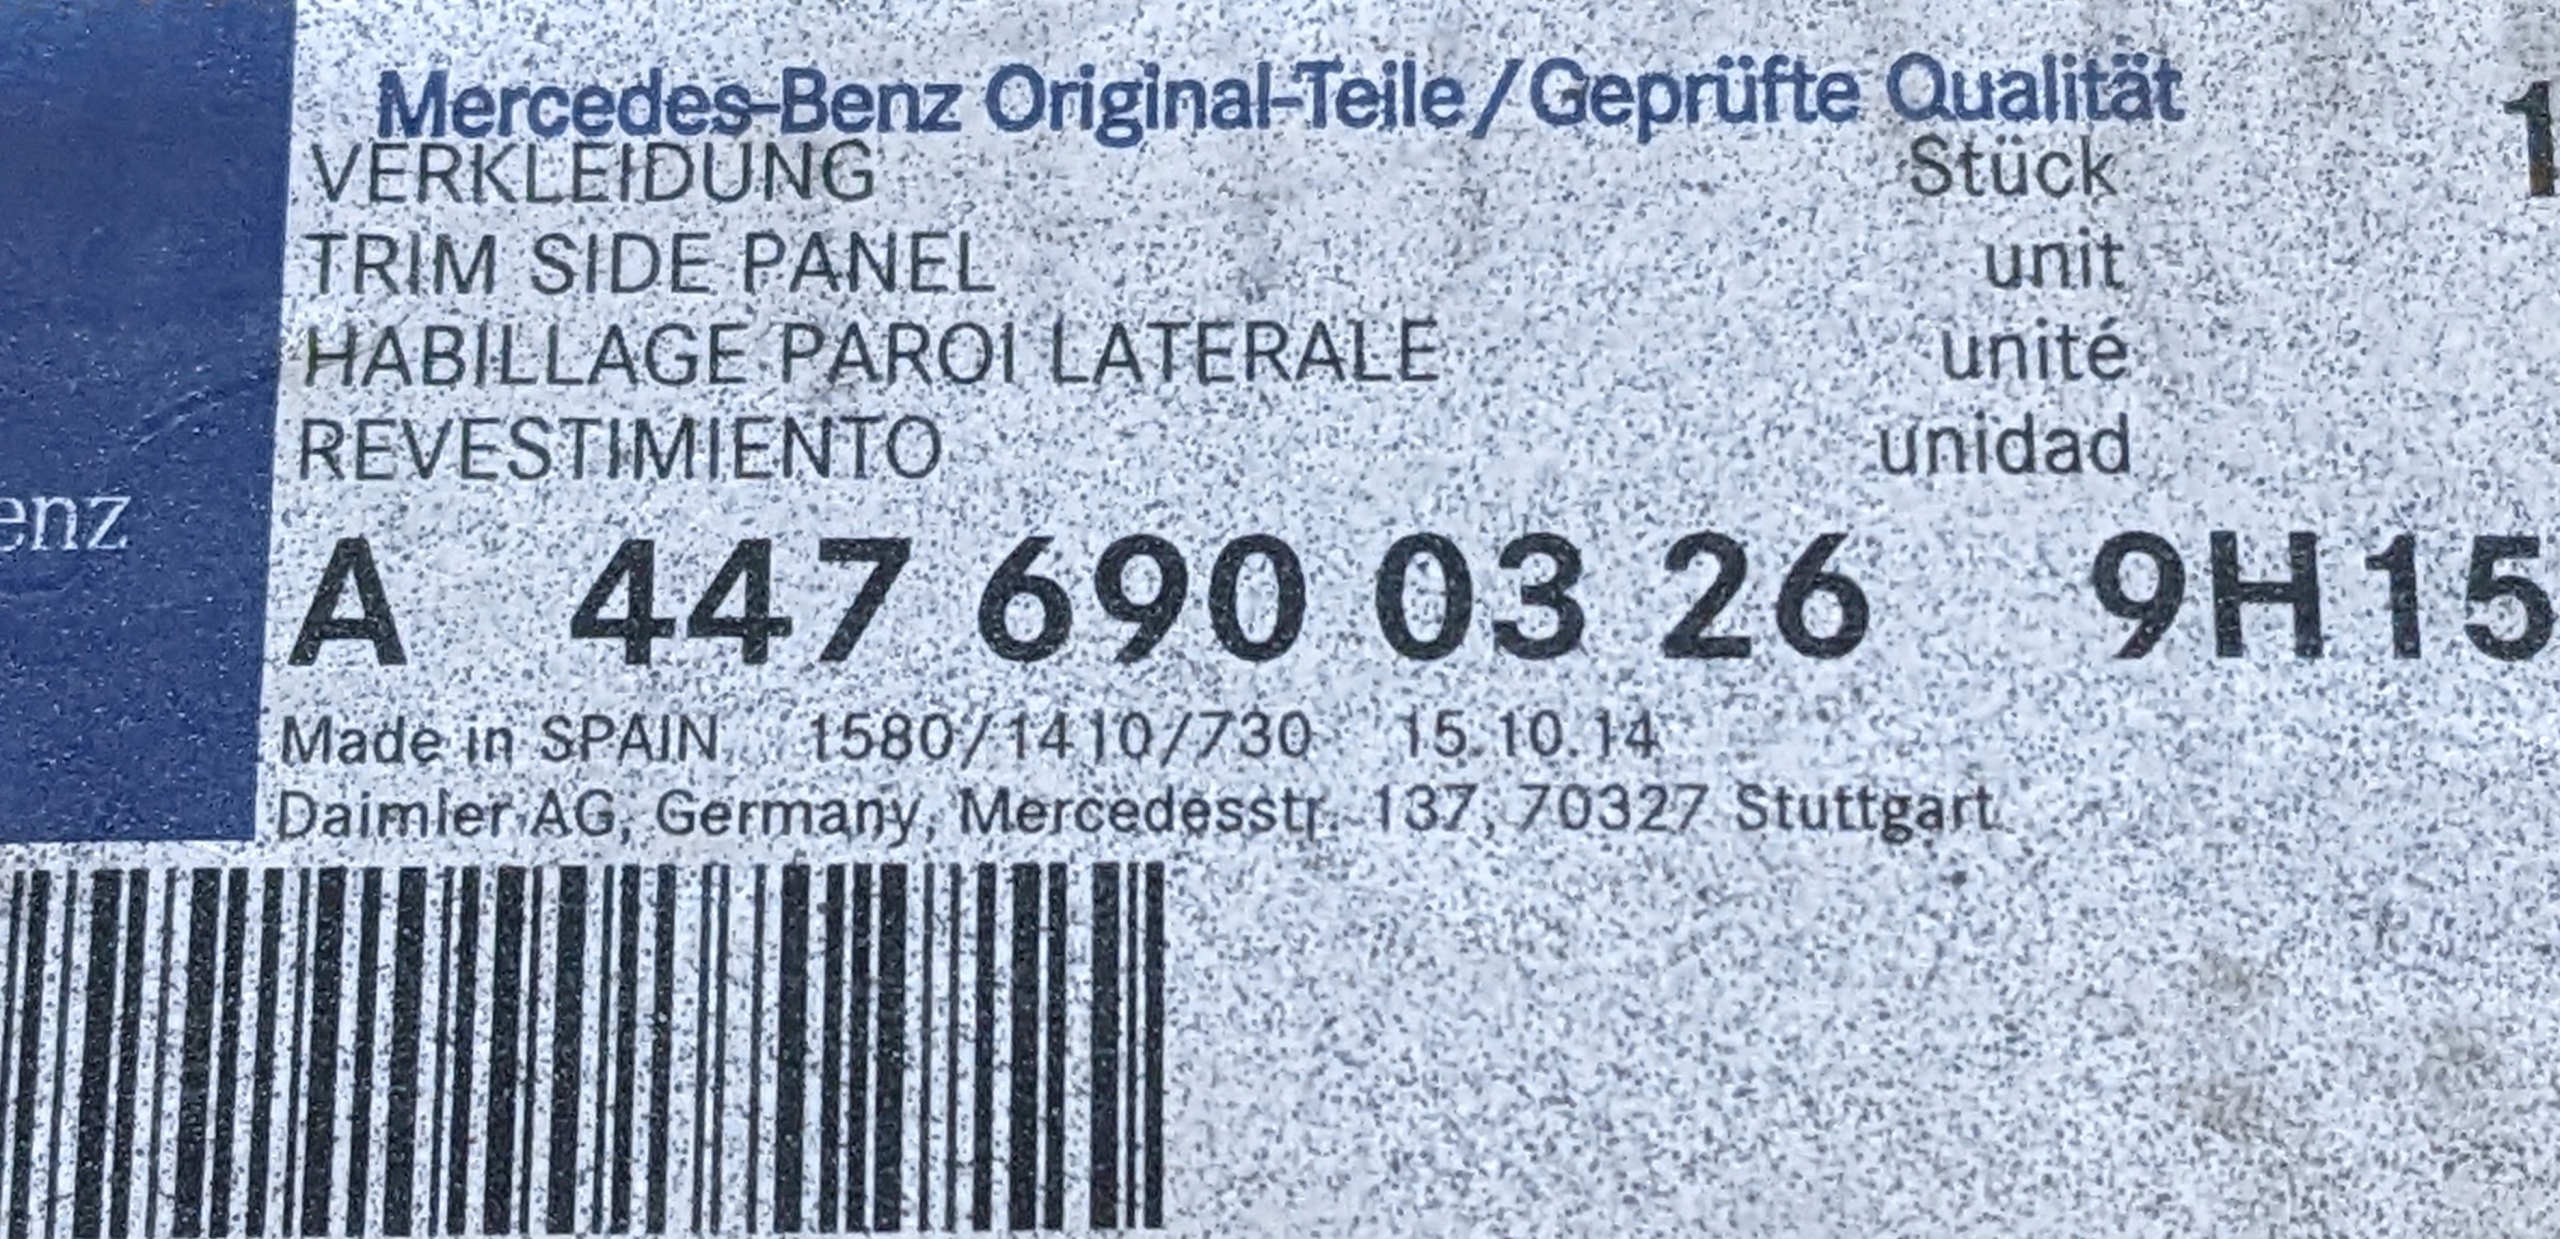 Mercedes-Benz Original-Teile/Geprüfte Qualität
VERKLEIDUNG Stück 1
TRIM SIDE PANEL unit
HABILLAGE PAROI LATERALE unité
REVESTIMIENTO unidad
enz
A 447 690 03 26 9H15
Made in SPAIN 1580/1410/730 15.10.14
Daimler AG, Germany, Mercedesstr. 137, 70327 Stuttgart